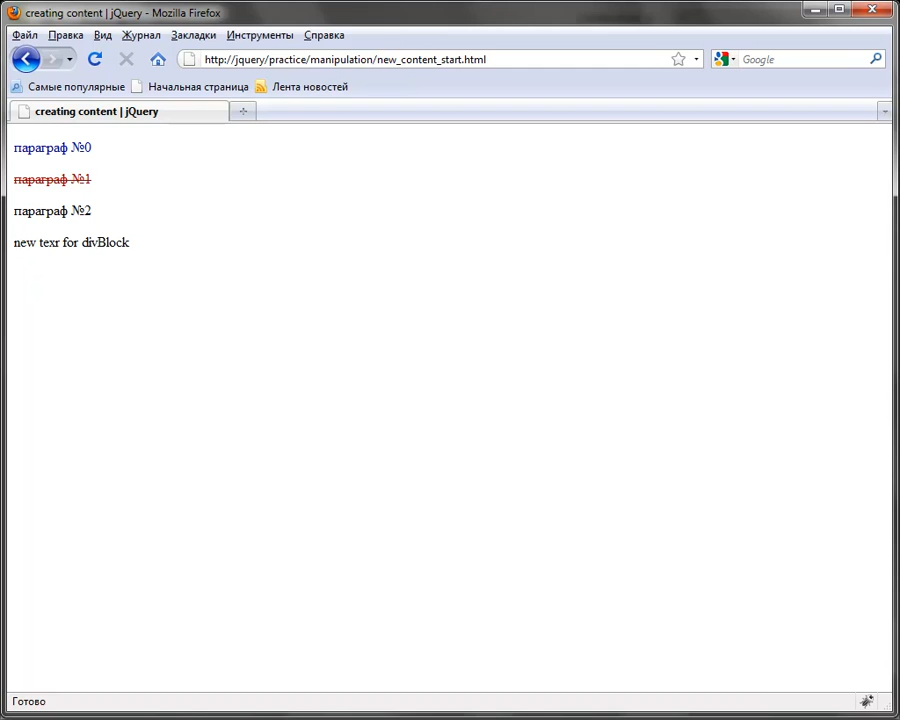 creating content | jQuery - Mozilla Firefox
Файл Правка Вид Журнал Закладки Инструменты Справка
http://jquery/practice/manipulation/new_content_start.html Google
Самые популярные Начальная страница Лента новостей
creating content | jQuery
параграф №0
параграф №1
параграф №2
new texr for divBlock
Готово